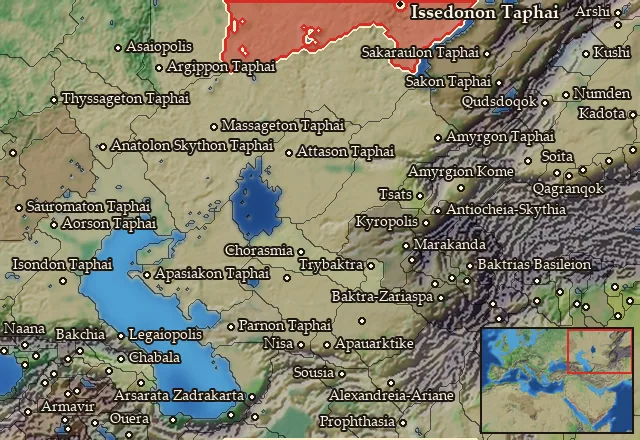 Issedonon Taphai
Arshi
Asaiopolis
Sakaraulon Taphai
Kushi
Argippon Taphai
Sakon Taphai
Thyssageton Taphai
Qudsdoqok
Numden
Kadota
Massageton Taphai
Amyrgon Taphai
Anatolon Skython Taphai
Attason Taphai
Soita
Amyrgion Kome
Qagranqok
Tsats
Sauromaton Taphai
Antiocheia-Skythia
Aorson Taphai
Kyropolis
Chorasmia
Marakanda
Isondon Taphai
Trybaktra
Baktrias Basileion
Apasiakon Taphai
Baktra-Zariaspa
Naana
Bakchia
Legaiopolis
Parnon Taphai
Nisa
Apauarktike
Chabala
Sousia
Arsarata
Zadrakarta
Alexandreia-Ariane
Armavir
Ouera
Prophthasia